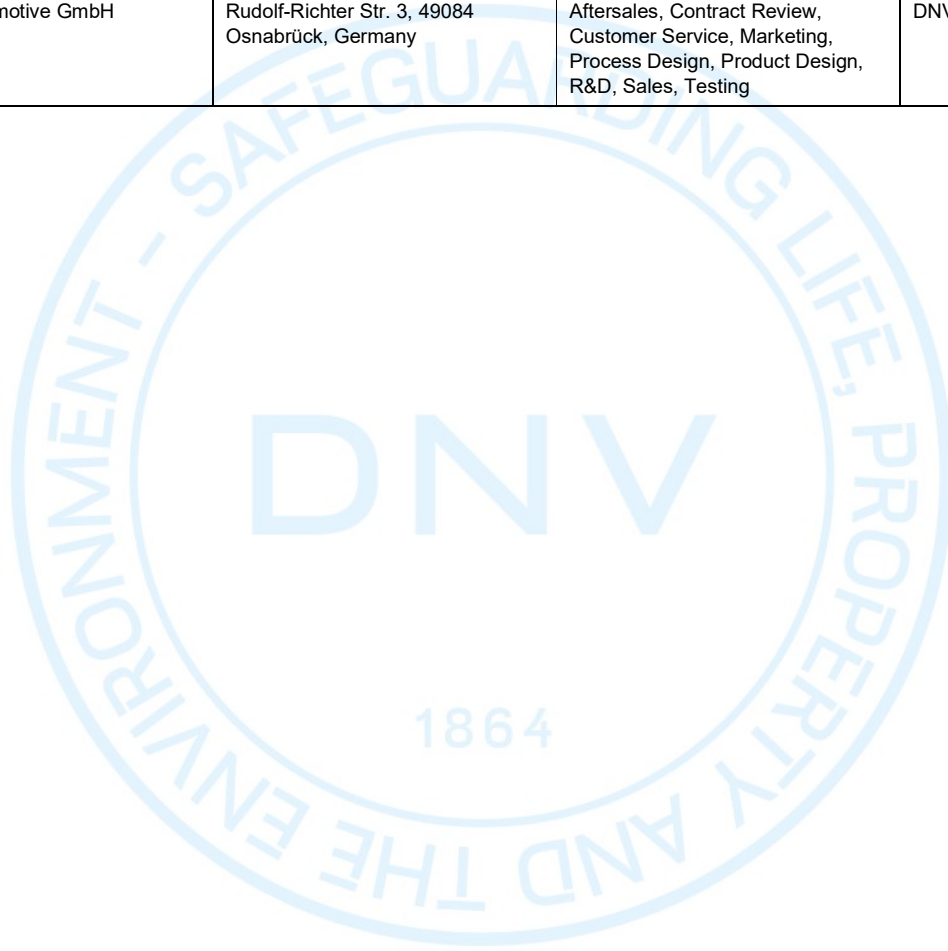 motive GmbH
Rudolf-Richter Str. 3, 49084
Osnabrück, Germany
Aftersales, Contract Review,
Customer Service, Marketing,
Process Design, Product Design,
R&D, Sales, Testing
DNV
SAFEGUARDING LIFE, PROPERTY AND THE ENVIRONMENT -
DNV
1864